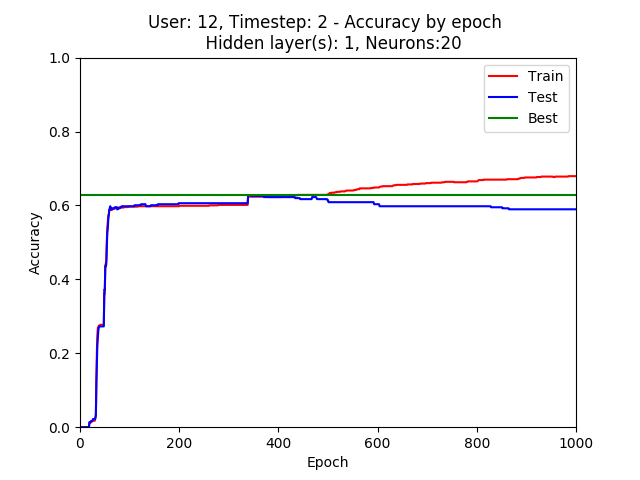 User: 12, Timestep: 2 - Accuracy by epoch
Hidden layer(s): 1, Neurons:20
1.0
0.8
0.6
0.4
0.2
0.0
Accuracy
Train
Test
Best
0 200 400 600 800 1000
Epoch